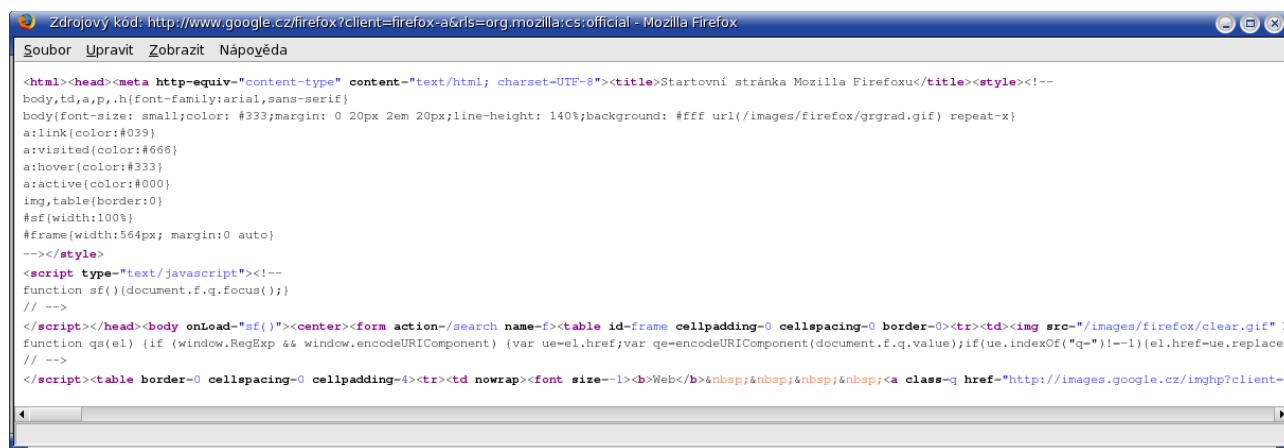 Zdrojový kód: http://www.google.cz/firefox?client=firefox-a&rls=org.mozilla:cs:official - Mozilla Firefox
Soubor Upravit Zobrazit Nápověda
<html><head><meta http-equiv="content-type" content="text/html; charset=UTF-8"><title>Startovní stránka Mozilla Firefoxu</title><style><!--
body,td,a,p,.h{font-family:arial,sans-serif}
body{font-size: small;color: #333;margin: 0 20px 2em 20px;line-height: 140%;background: #fff url(/images/firefox/grgrad.gif) repeat-x}
a:link{color:#039}
a:visited{color:#666}
a:hover{color:#333}
a:active{color:#000}
img,table{border:0}
#sf{width:100%}
#frame{width:564px; margin:0 auto}
--></style>
<script type="text/javascript"><!--
function sf(){document.f.q.focus();}
// -->
</script></head><body onLoad="sf()"><center><form action=/search name=f><table id=frame cellpadding=0 cellspacing=0 border=0><tr><td><img src="/images/firefox/clear.gif"
function qs(el) {if (window.RegExp && window.encodeURIComponent) {var ue=el.href;var qe=encodeURIComponent(document.f.q.value);if(ue.indexOf("q=")!=-1){el.href=ue.replace
// -->
</script><table border=0 cellspacing=0 cellpadding=4><tr><td nowrap><font size=-1><b>Web</b>&nbsp;&nbsp;&nbsp;&nbsp;<a class=q href="http://images.google.cz/imghp?client=